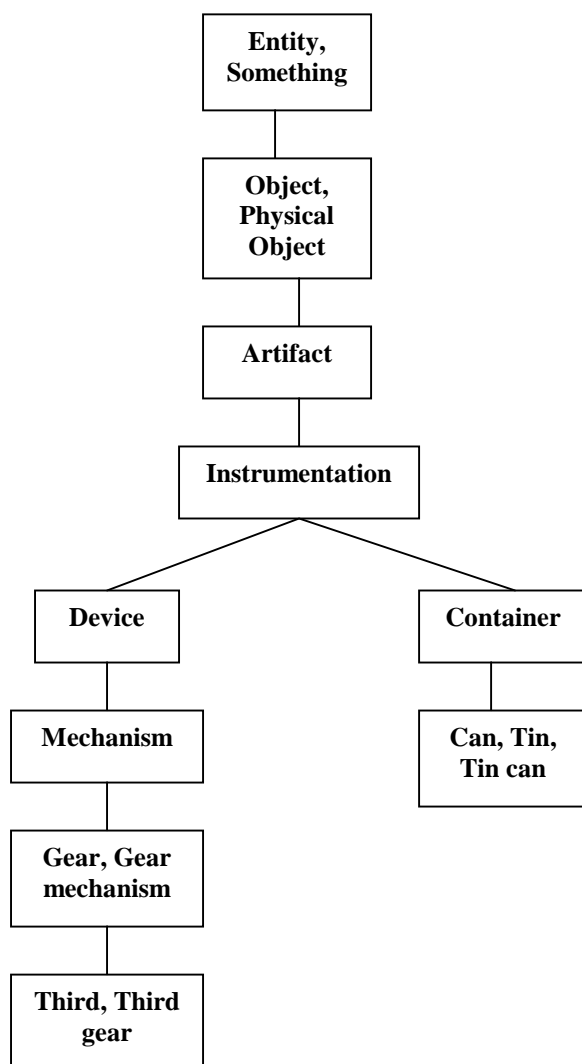 Entity,
Something
Object,
Physical
Object
Artifact
Instrumentation
Device
Container
Mechanism
Can, Tin,
Tin can
Gear, Gear
mechanism
Third, Third
gear